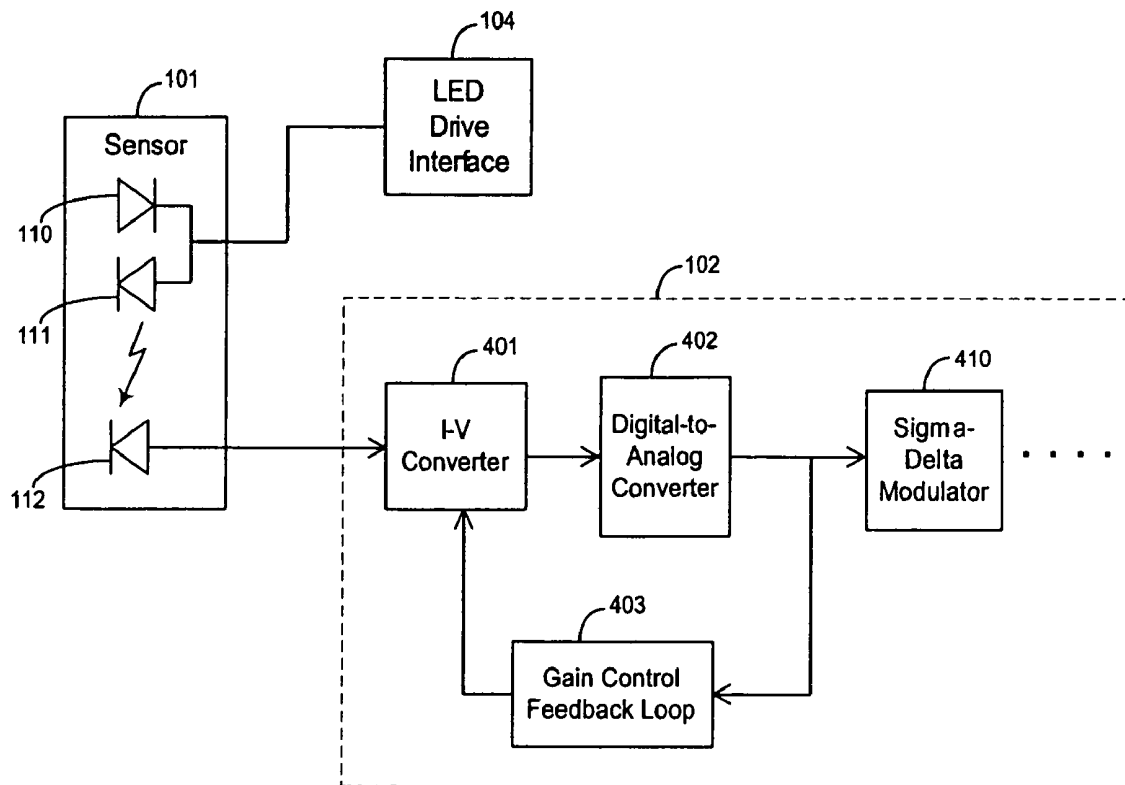 104
LED
Drive
Interface
101
Sensor
110
111
112
102
401
I-V
Converter
402
Digital-to-
Analog
Converter
410
Sigma-
Delta
Modulator
403
Gain Control
Feedback Loop